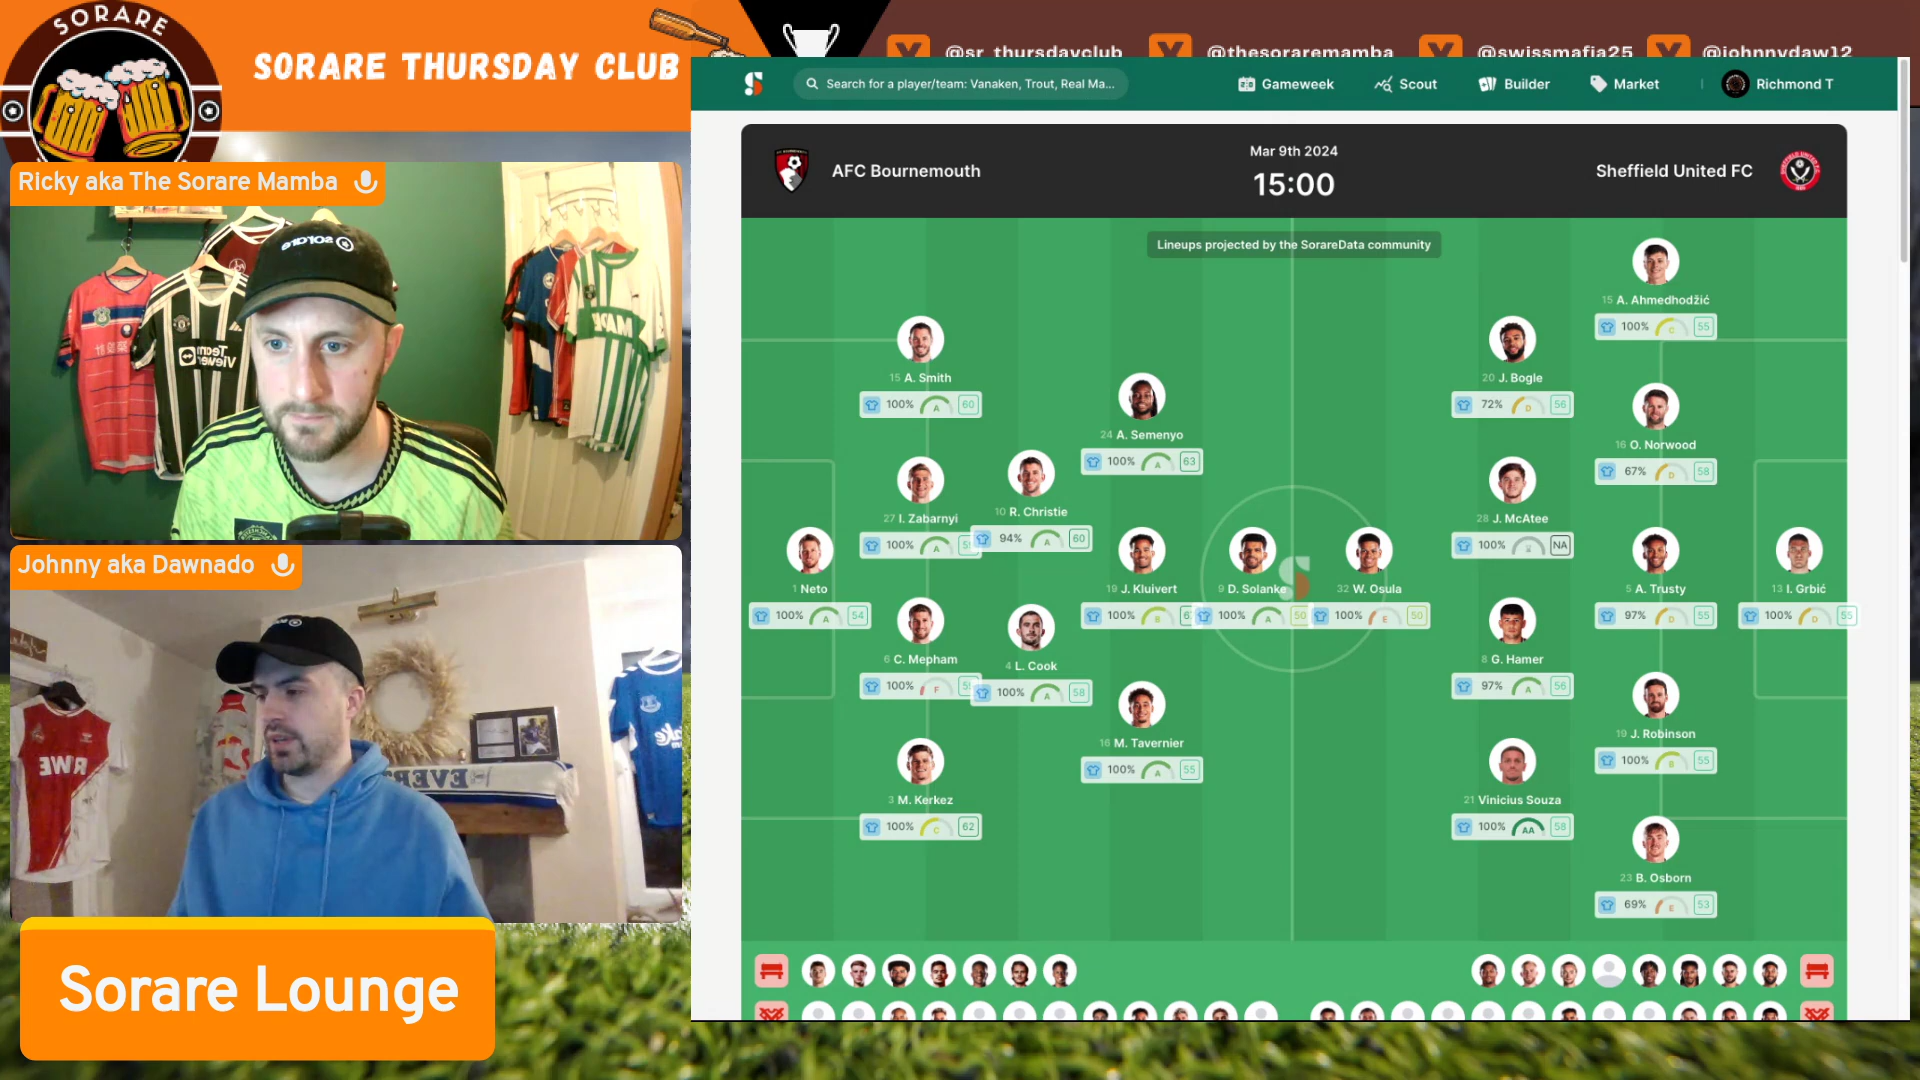 SORARE
SORARE THURSDAY CLUB
@sr_thursdayclub
@thesoraremamba
@swissmafia25
@johnnydaw12
Search for a player/team: Vanaken, Trout, Real Ma...
Gameweek
Scout
Builder
Market
Richmond T
Ricky aka The Sorare Mamba
Johnny aka Dawnado
Sorare Lounge
AFC Bournemouth
Mar 9th 2024
15:00
Sheffield United FC
Lineups projected by the SorareData community
15 A. Smith
100% A 60
27 I. Zabarnyi
100% A
1 Neto
100% A 54
6 C. Mepham
100% F
3 M. Kerkez
100% C 62
10 R. Christie
94% A 60
4 L. Cook
100% A 58
24 A. Semenyo
100% A 63
19 J. Kluivert
100% B
16 M. Tavernier
100% A 55
9 D. Solanke
100% A 50
32 W. Osula
100% E 50
20 J. Bogle
72% D 56
28 J. McAtee
100% NA
8 G. Hamer
97% A 56
21 Vinicius Souza
100% AA 58
15 A. Ahmedhodžić
100% C 55
16 O. Norwood
67% D 58
5 A. Trusty
97% D 55
19 J. Robinson
100% B 55
23 B. Osborn
69% E 53
13 I. Grbić
100% D 55